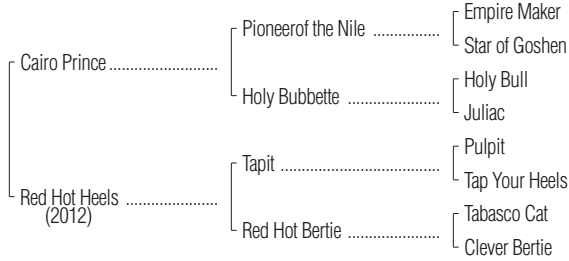 Empire Maker
Pioneerof the Nile ..................
Star of Goshen
Cairo Prince ...........................
Holy Bull
Holy Bubbette .......................
Juliac
Pulpit
Tapit .......................................
Tap Your Heels
Red Hot Heels .......................
(2012)
Tabasco Cat
Red Hot Bertie .......................
Clever Bertie